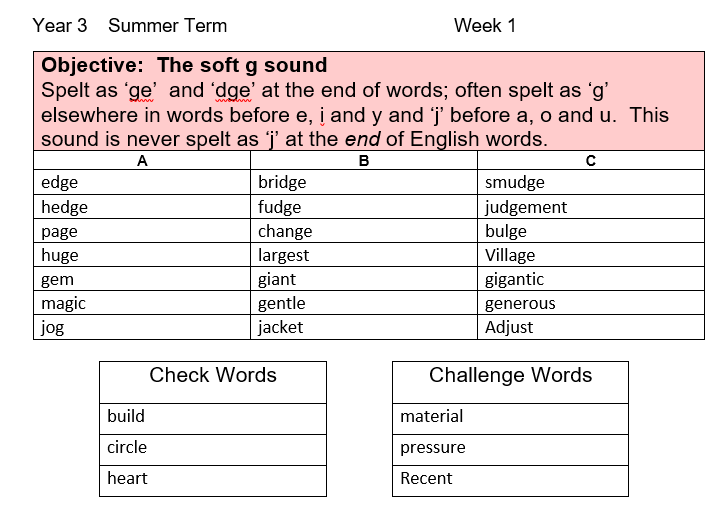 Year 3 Summer Term Week 1
Objective: The soft g sound
Spelt as ‘ge’ and ‘dge’ at the end of words; often spelt as ‘g’
elsewhere in words before e, i and y and ‘j’ before a, o and u. This
sound is never spelt as ‘j’ at the end of English words.
A B C
edge bridge smudge
hedge fudge judgement
page change bulge
huge largest Village
gem giant gigantic
magic gentle generous
jog jacket Adjust
Check Words
build
circle
heart
Challenge Words
material
pressure
Recent